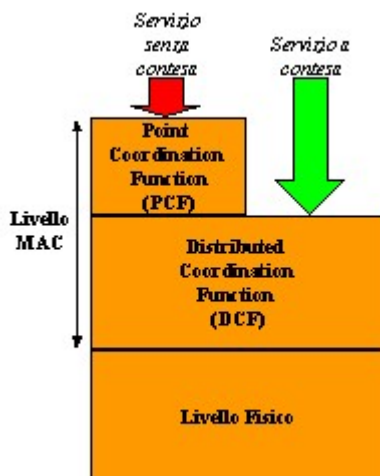 Servizio
senza
contesa
Servizio a
contesa
Point
Coordination
Function
(PCF)
Livello
MAC
Distributed
Coordination
Function
(DCF)
Livello Fisico